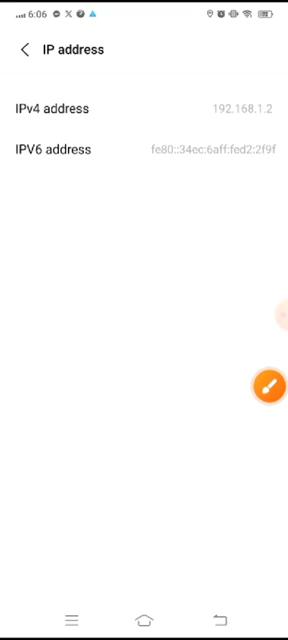 6:06
IP address
IPv4 address 192.168.1.2
IPV6 address fe80::34ec:6aff:fed2:2f9f